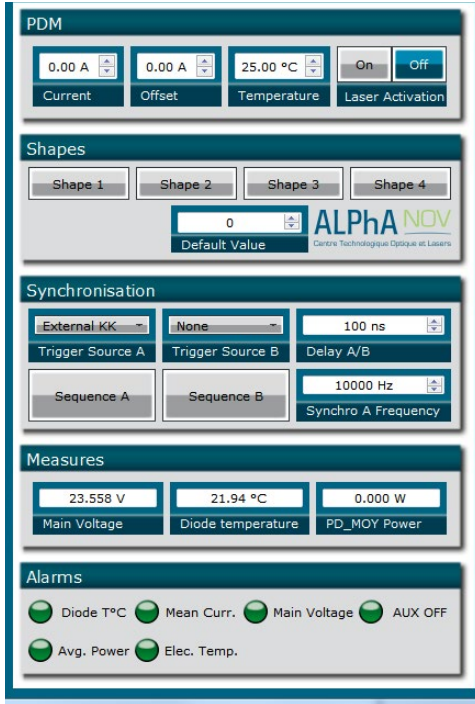 PDM
0.00 A 0.00 A 25.00 °C On Off
Current Offset Temperature Laser Activation
Shapes
Shape 1 Shape 2 Shape 3 Shape 4
0
Default Value
ALPhA NOV
Centre Technologique Optique et Lasers
Synchronisation
External KK None 100 ns
Trigger Source A Trigger Source B Delay A/B
Sequence A Sequence B 10000 Hz
Synchro A Frequency
Measures
23.558 V 21.94 °C 0.000 W
Main Voltage Diode temperature PD_MOY Power
Alarms
Diode T°C Mean Curr. Main Voltage AUX OFF
Avg. Power Elec. Temp.